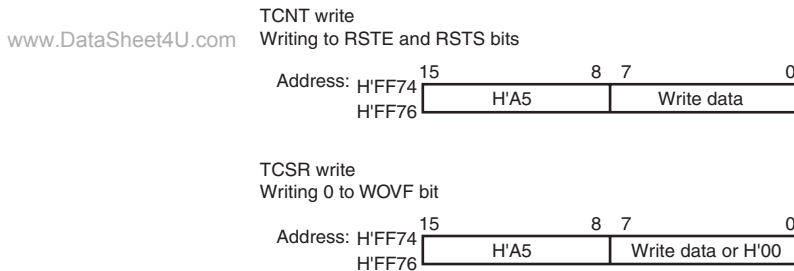 TCNT write
www.DataSheet4U.com Writing to RSTE and RSTS bits
15 8 7 0
Address: H'FF74 H'A5 Write data
H'FF76
TCSR write
Writing 0 to WOVF bit
15 8 7 0
Address: H'FF74 H'A5 Write data or H'00
H'FF76